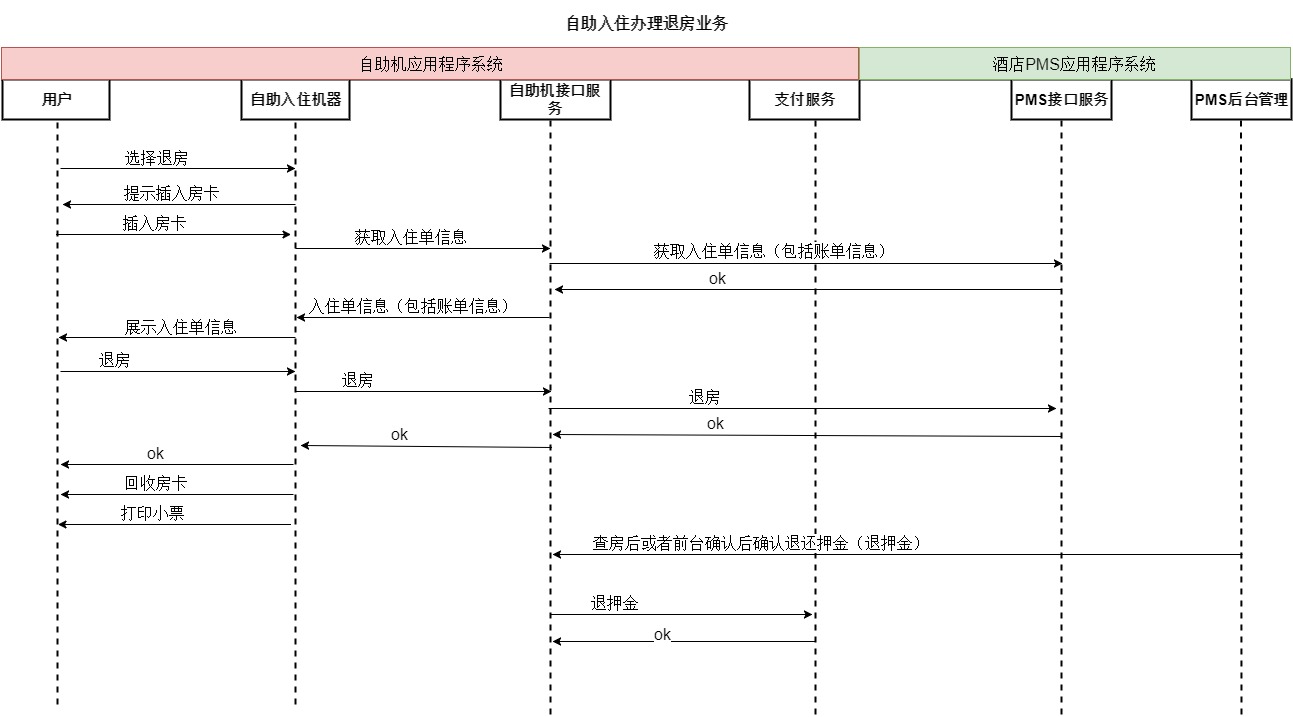 自助入住办理退房业务
自助机应用程序系统
酒店PMS应用程序系统
用户
自助入住机器
自助机接口服
务
支付服务
PMS接口服务
PMS后台管理
选择退房
提示插入房卡
插入房卡
获取入住单信息
获取入住单信息（包括账单信息）
ok
入住单信息（包括账单信息）
展示入住单信息
退房
退房
退房
ok
ok
ok
回收房卡
打印小票
查房后或者前台确认后确认退还押金（退押金）
退押金
ok